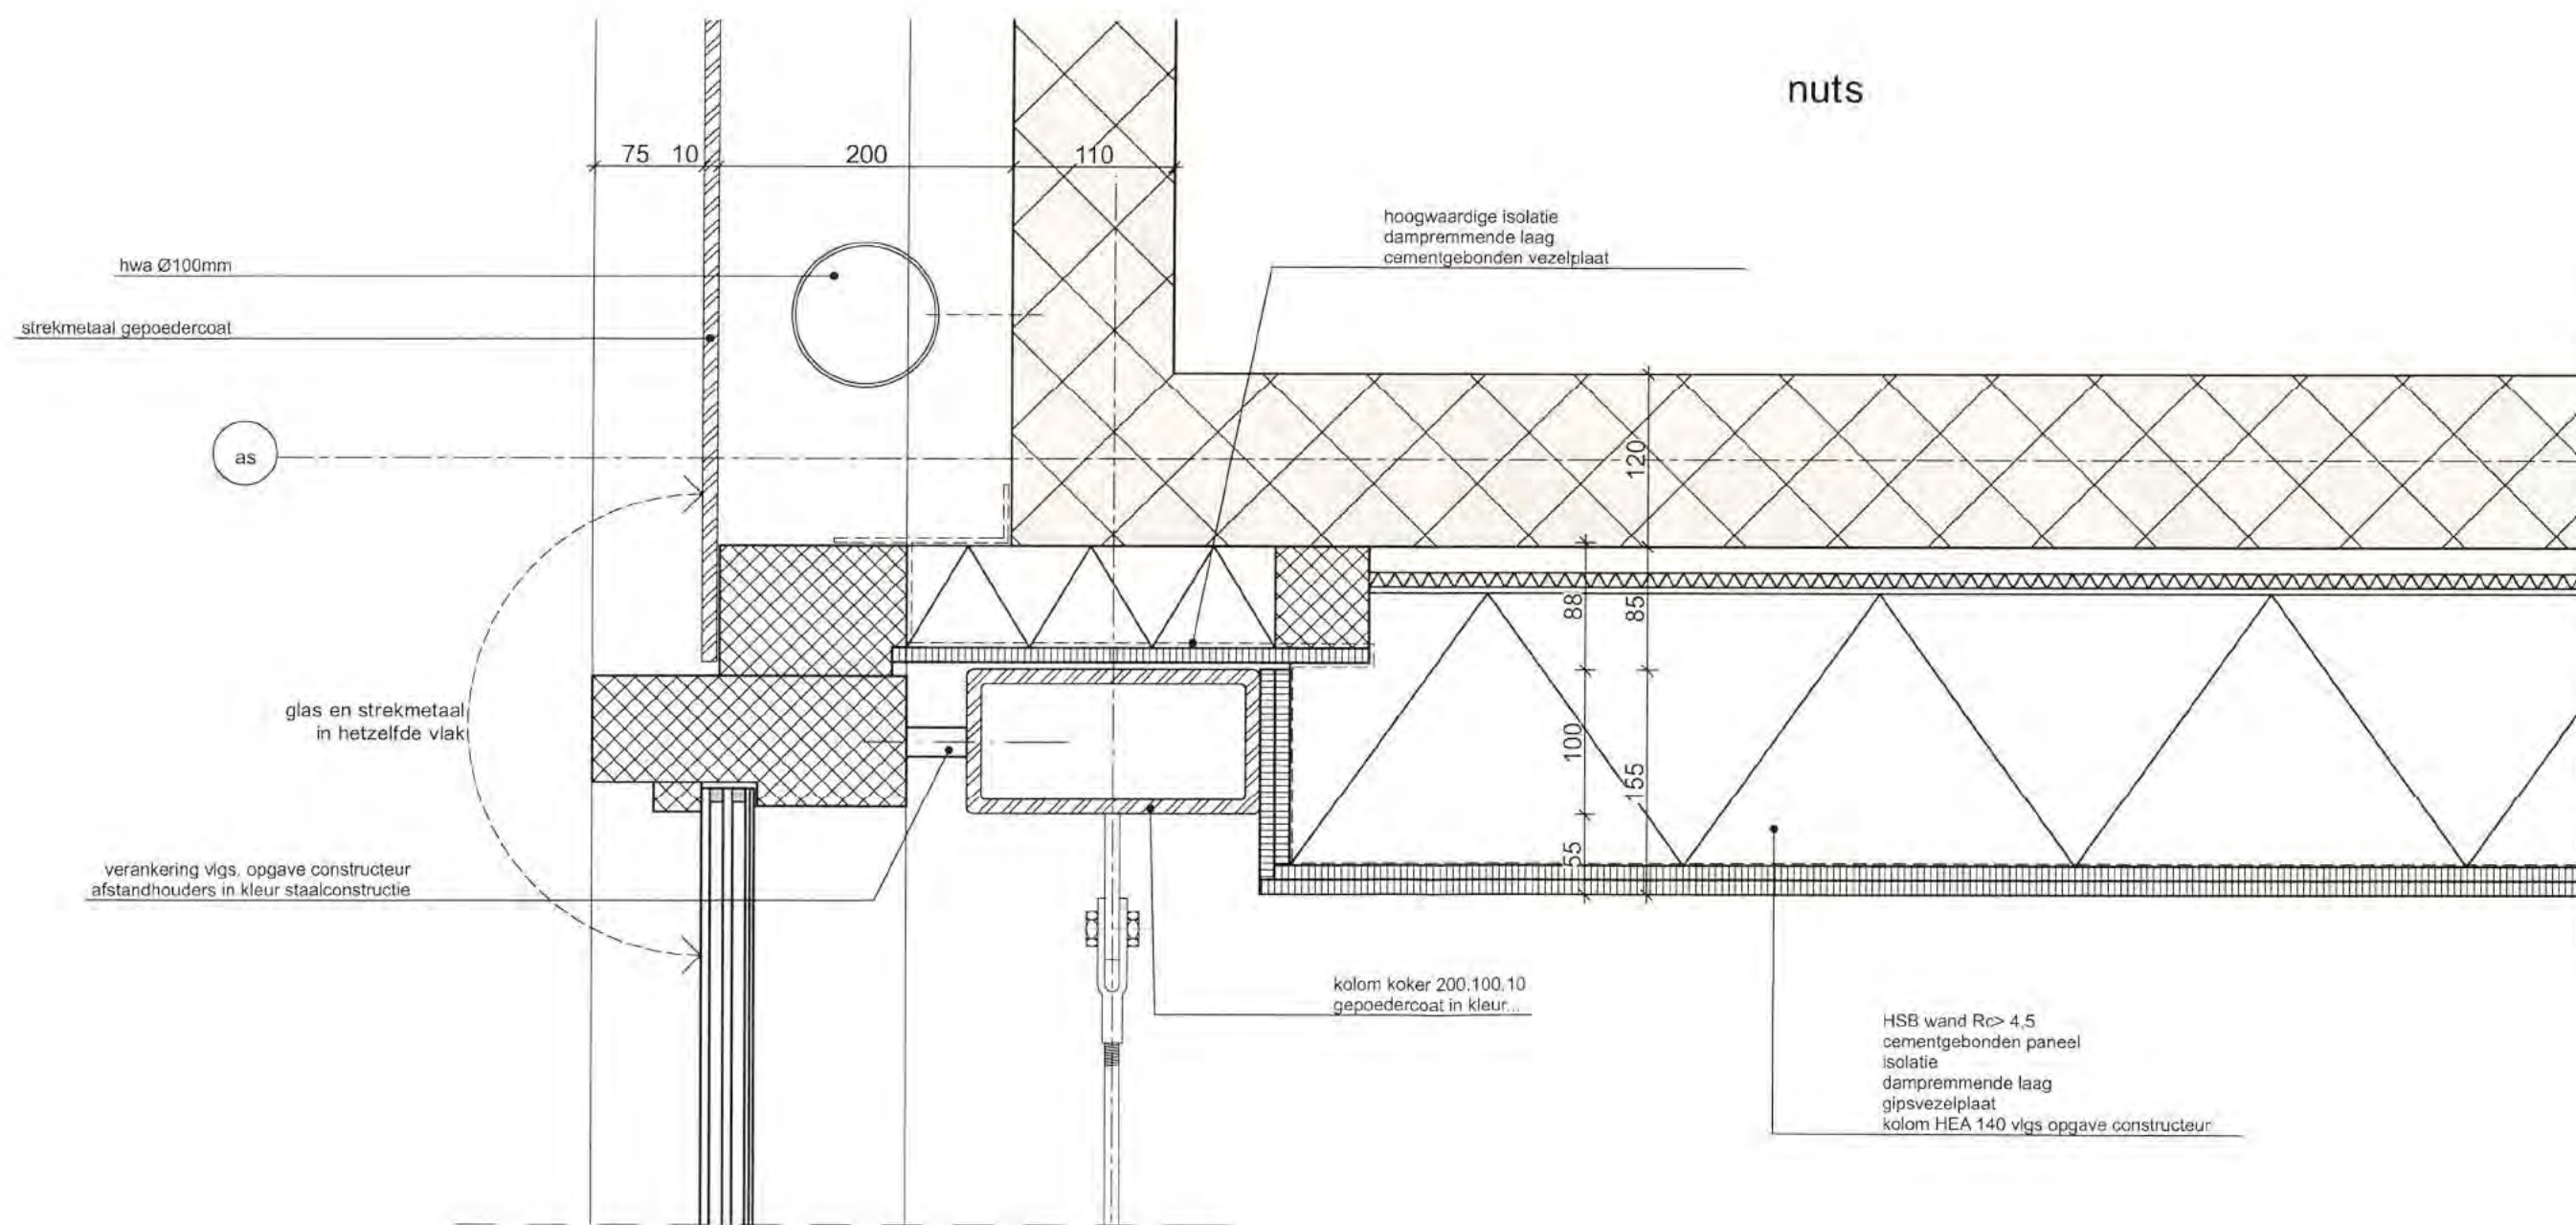 nuts
75 10 200 110
hoogwaardige isolatie
dampremmende laag
cementgebonden vezelplaat
hwa Ø100mm
strekmetaal gepoedercoat
as
120
88
85
glas en strekmetaal
in hetzelfde vlak
100
155
55
verankering vlgs. opgave constructeur
afstandhouders in kleur staalconstructie
kolom koker 200.100.10
gepoedercoat in kleur...
HSB wand Rc> 4,5
cementgebonden paneel
isolatie
dampremmende laag
gipsvezelplaat
kolom HEA 140 vlgs opgave constructeur